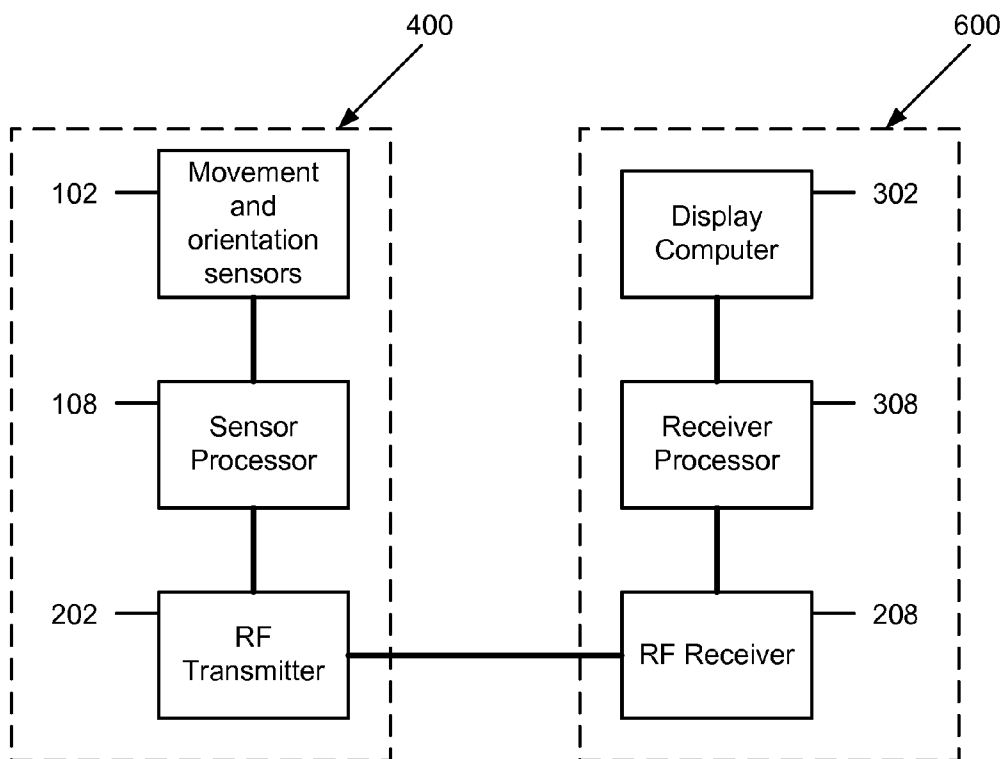 400
600
102
Movement
and
orientation
sensors
Display
Computer
302
108
Sensor
Processor
Receiver
Processor
308
202
RF
Transmitter
RF Receiver
208